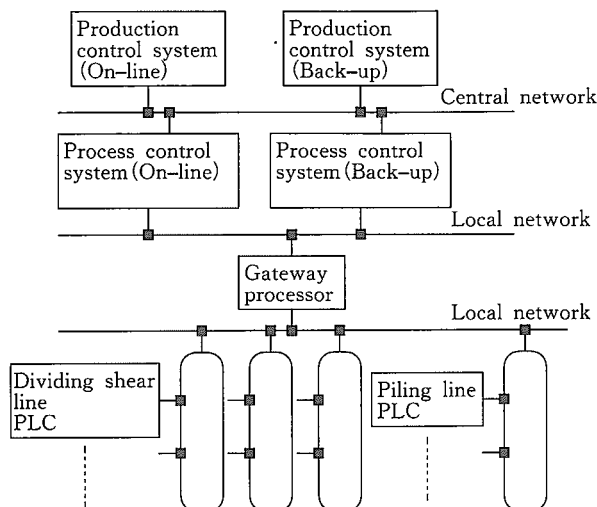 Production
control system
(On-line)
Production
control system
(Back-up)
Central network
Process control
system (On-line)
Process control
system (Back-up)
Local network
Gateway
processor
Local network
Dividing shear
line
PLC
Piling line
PLC